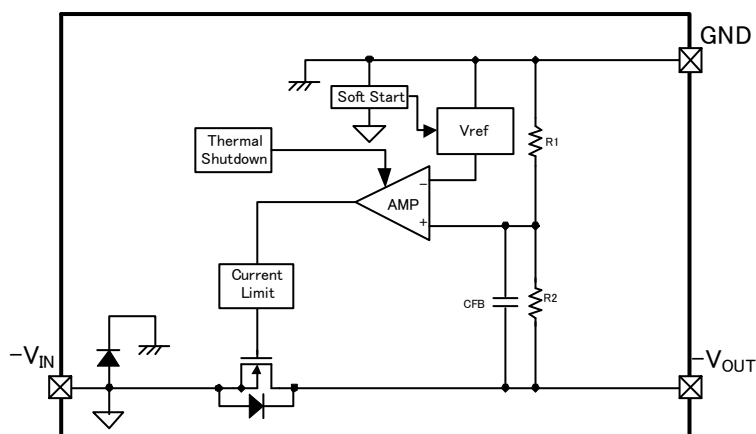 GND
Soft Start
Vref
Thermal
Shutdown
R1
−
AMP
+
Current
Limit
CFB
R2
−VIN
−VOUT